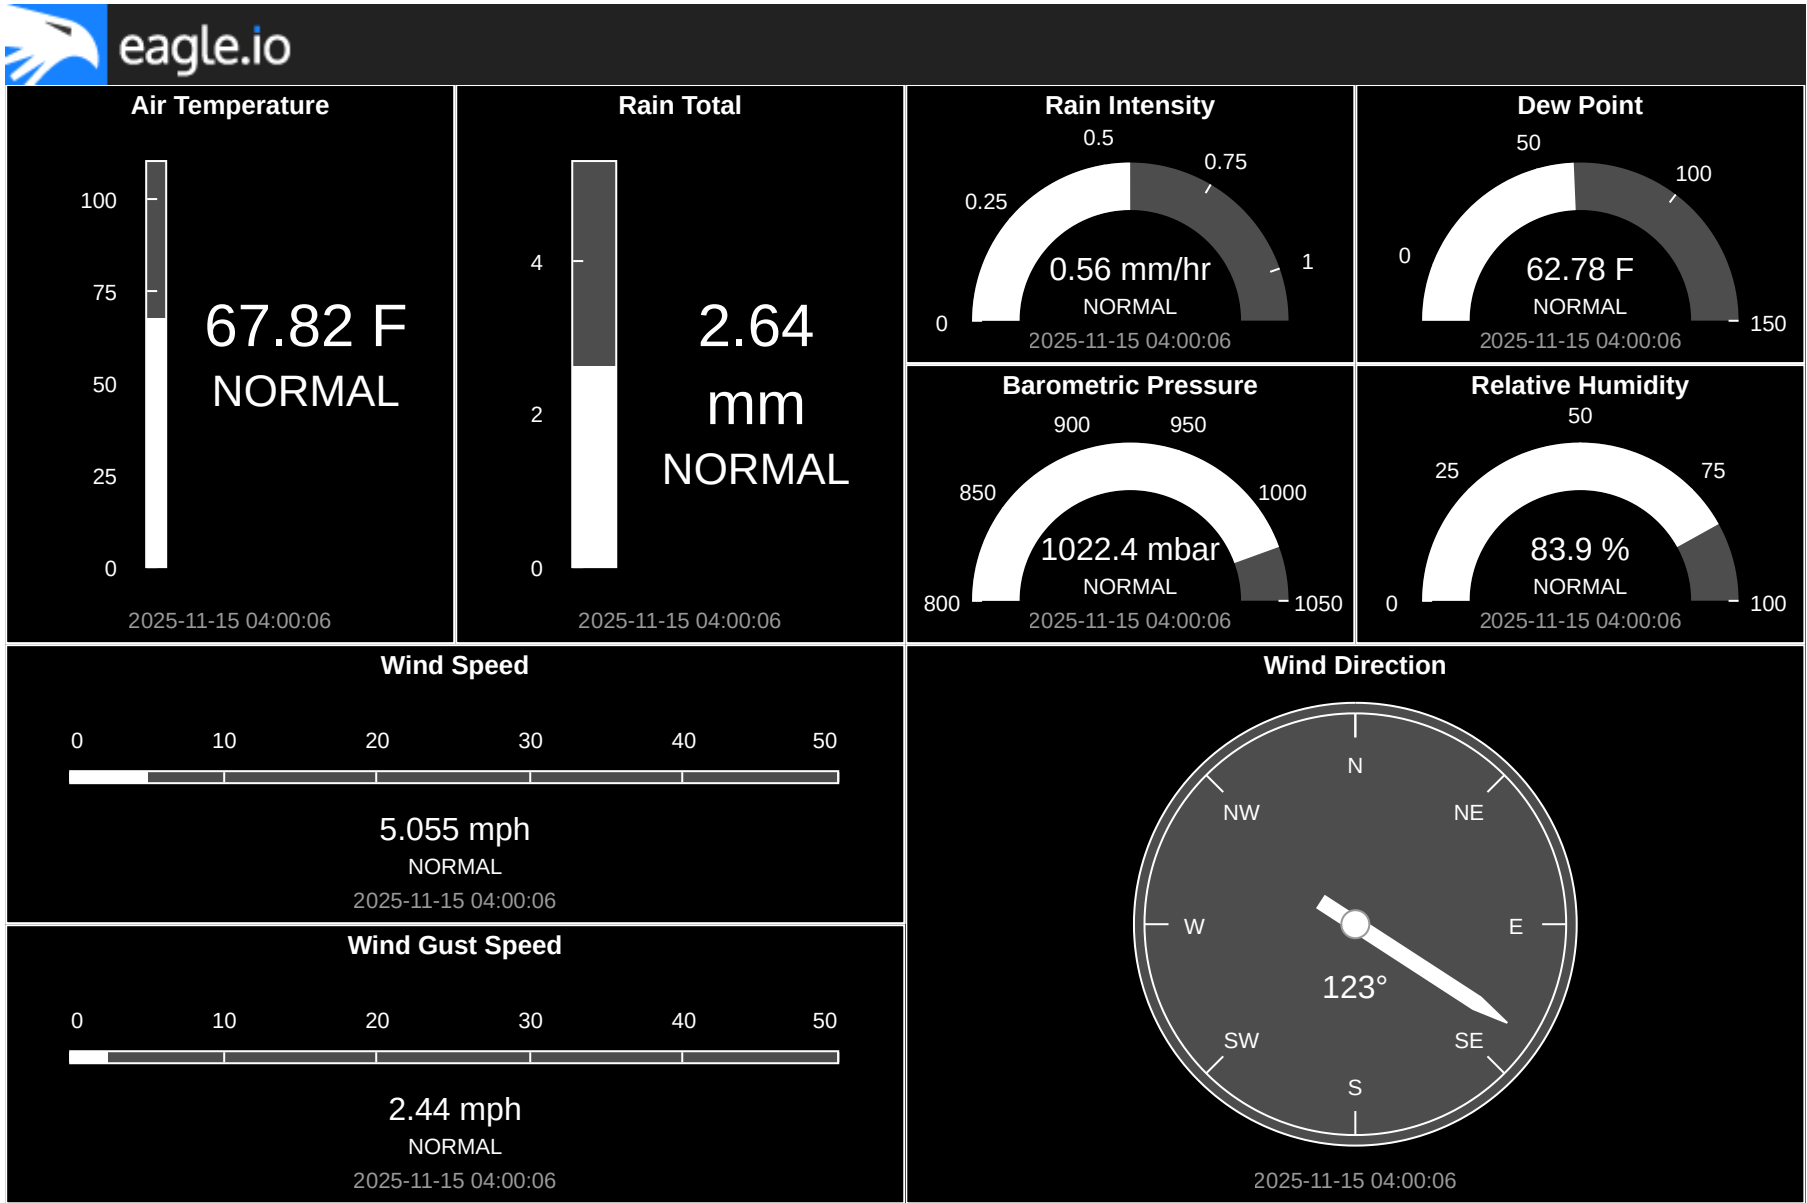 eagle.io
Air Temperature
100
75
50
25
0
67.82 F
NORMAL
2025-11-15 04:00:06
Rain Total
4
2
0
2.64
mm
NORMAL
2025-11-15 04:00:06
Rain Intensity
0
0.25
0.5
0.75
1
0.56 mm/hr
NORMAL
2025-11-15 04:00:06
Dew Point
0
50
100
150
62.78 F
NORMAL
2025-11-15 04:00:06
Barometric Pressure
800
850
900
950
1000
1050
1022.4 mbar
NORMAL
2025-11-15 04:00:06
Relative Humidity
0
25
50
75
100
83.9 %
NORMAL
2025-11-15 04:00:06
Wind Speed
0 10 20 30 40 50
5.055 mph
NORMAL
2025-11-15 04:00:06
Wind Gust Speed
0 10 20 30 40 50
2.44 mph
NORMAL
2025-11-15 04:00:06
Wind Direction
N
NW NE
W E
123°
SW SE
S
2025-11-15 04:00:06